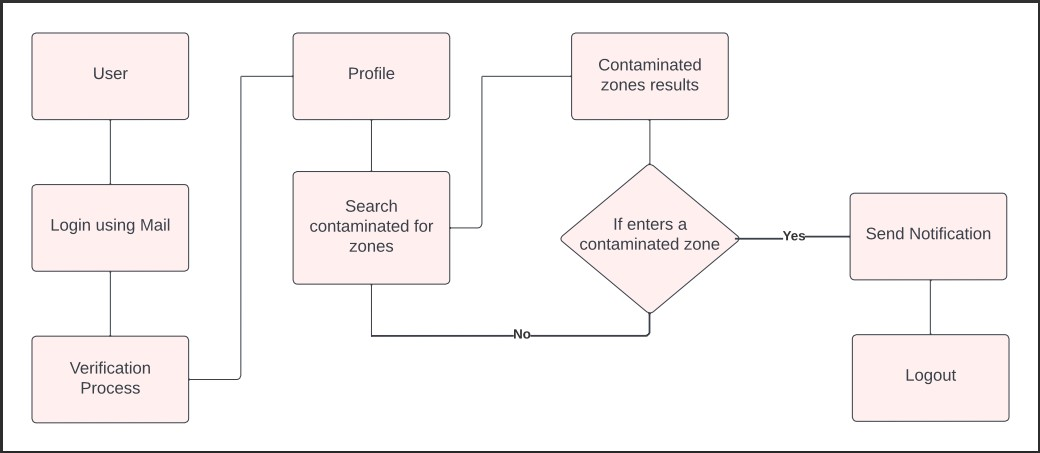 User
Login using Mail
Verification
Process
Profile
Search
contaminated for
zones
Contaminated
zones results
If enters a
contaminated zone
Yes
No
Send Notification
Logout